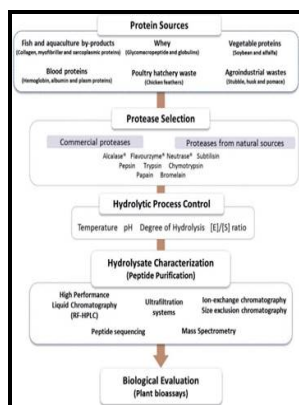 Protein Sources
Fish and aquaculture by-products
(Collagen, myofibriller and sarcoplasmic proteins)
Whey
(Glycomacropeptide and globulins)
Vegetable proteins
(Soybean and alfalfa)
Blood proteins
(Hemoglobin, albumin and plasm proteins)
Poultry hatchery waste
(Chicken feathers)
Agroindustrial wastes
(Stubble, husk and pomace)
Protease Selection
Commercial proteases
Proteases from natural sources
Alcalase® Flavourzyme® Neutrase® Subtilisin
Pepsin Trypsin Chymotrypsin
Papain Bromelain
Hydrolytic Process Control
Temperature pH Degree of Hydrolysis [E]/[S] ratio
Hydrolysate Characterization
(Peptide Purification)
High Performance
Liquid Chromatography
(RF-HPLC)
Ultrafiltration
systems
Ion-exchange chromatography
Size exclusion chromatography
Peptide sequencing
Mass Spectrometry
Biological Evaluation
(Plant bioassays)